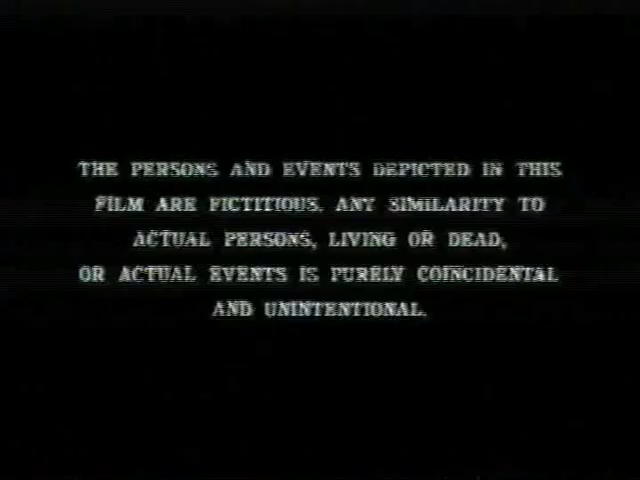 THE PERSONS AND EVENTS DEPICTED IN THIS
FILM ARE FICTITIOUS. ANY SIMILARITY TO
ACTUAL PERSONS, LIVING OR DEAD,
OR ACTUAL EVENTS IS PURELY COINCIDENTAL
AND UNINTENTIONAL.